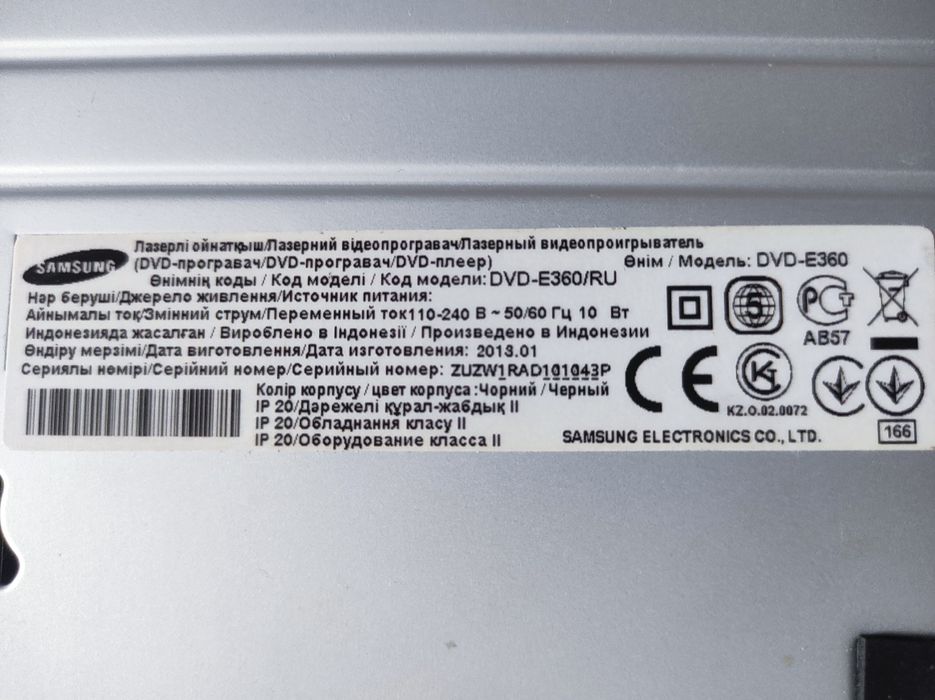 SAMSUNG
Лазерлі ойнатқыш/Лазерний відеопрогравач/Лазерный видеопроигрыватель
(DVD-програвач/DVD-програвач/DVD-плеер)
Өнім / Модель: DVD-E360
Өнімнің коды / Код моделі / Код модели: DVD-E360/RU
Нәр беруші/Джерело живлення/Источник питания:
Айнымалы ток/Змінний струм/Переменный ток110-240 В ~ 50/60 Гц 10 Вт
Индонезияда жасалған / Вироблено в Індонезії / Произведено в Индонезии
Өндіру мерзімі/Дата виготовлення/Дата изготовления: 2013.01
Сериялы нөмірі/Серійний номер/Серийный номер: ZUZW1RAD101043P
Колір корпусу / цвет корпуса : Чорний / Черный
IP 20/Дәрежелі құрал-жабдық II
IP 20/Обладнання класу II
IP 20/Оборудование класса II
SAMSUNG ELECTRONICS CO., LTD.
5
РСТ
АВ57
CE
KZ.O.02.0072
166